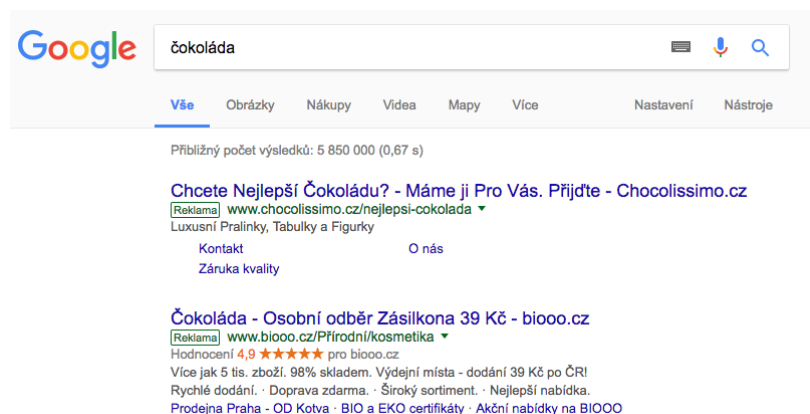 Google
čokoláda
Vše Obrázky Nákupy Videa Mapy Více Nastavení Nástroje
Přibližný počet výsledků: 5 850 000 (0,67 s)
Chcete Nejlepší Čokoládu? - Máme ji Pro Vás. Přijďte - Chocolissimo.cz
Reklama www.chocolissimo.cz/nejlepsi-cokolada
Luxusní Pralinky, Tabulky a Figurky
Kontakt O nás
Záruka kvality
Čokoláda - Osobní odběr Zásilkona 39 Kč - biooo.cz
Reklama www.biooo.cz/Přírodní/kosmetika
Hodnocení 4,9 ★★★★★ pro biooo.cz
Více jak 5 tis. zboží. 98% skladem. Výdejní místa - dodání 39 Kč po ČR!
Rychlé dodání. · Doprava zdarma. · Široký sortiment. · Nejlepší nabídka.
Prodejna Praha - OD Kotva · BIO a EKO certifikáty · Akční nabídky na BIOOO